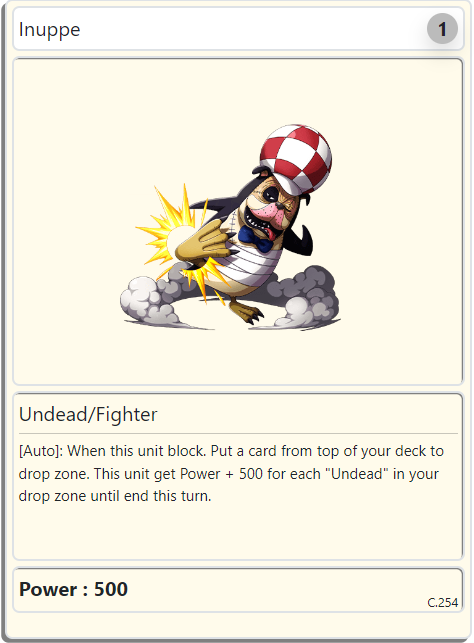 Inuppe
1
Undead/Fighter
[Auto]: When this unit block. Put a card from top of your deck to
drop zone. This unit get Power + 500 for each "Undead" in your
drop zone until end this turn.
Power : 500
C.254